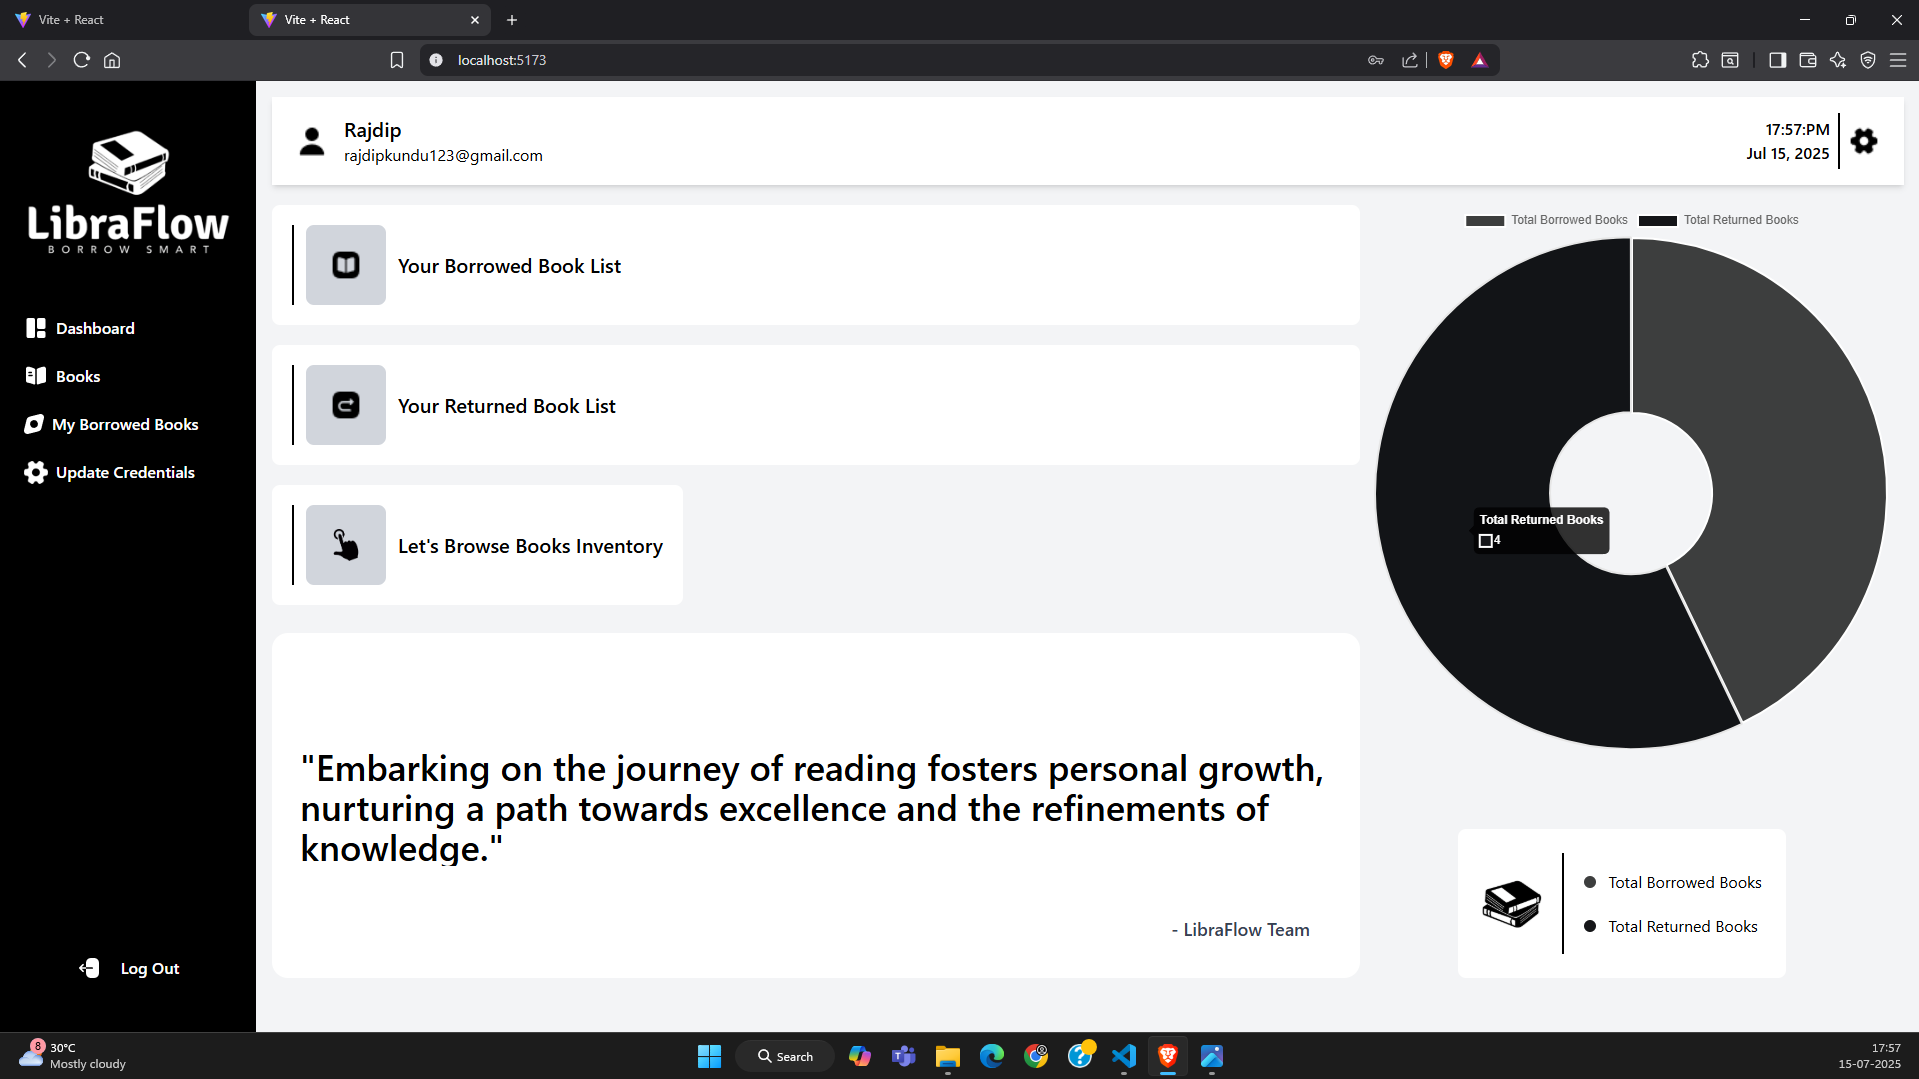 Vite + React
Vite + React
localhost:5173
LibraFlow
BORROW SMART
Dashboard
Books
My Borrowed Books
Update Credentials
Log Out
Rajdip
rajdipkundu123@gmail.com
17:57:PM
Jul 15, 2025
Your Borrowed Book List
Your Returned Book List
Let's Browse Books Inventory
"Embarking on the journey of reading fosters personal growth,
nurturing a path towards excellence and the refinements of
knowledge."
- LibraFlow Team
Total Borrowed Books Total Returned Books
Total Returned Books
4
Total Borrowed Books
Total Returned Books
8
30°C
Mostly cloudy
Search
17:57
15-07-2025